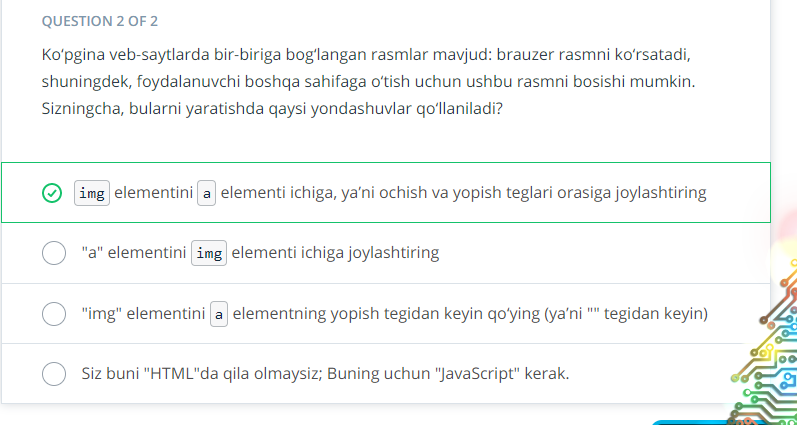 QUESTION 2 OF 2
Ko‘pgina veb-saytlarda bir-biriga bog‘langan rasmlar mavjud: brauzer rasmni ko‘rsatadi,
shuningdek, foydalanuvchi boshqa sahifaga o‘tish uchun ushbu rasmni bosishi mumkin.
Sizningcha, bularni yaratishda qaysi yondashuvlar qo‘llaniladi?
img elementini a elementi ichiga, ya’ni ochish va yopish teglari orasiga joylashtiring
"a" elementini img elementi ichiga joylashtiring
"img" elementini a elementning yopish tegidan keyin qo‘ying (ya’ni "" tegidan keyin)
Siz buni "HTML"da qila olmaysiz; Buning uchun "JavaScript" kerak.